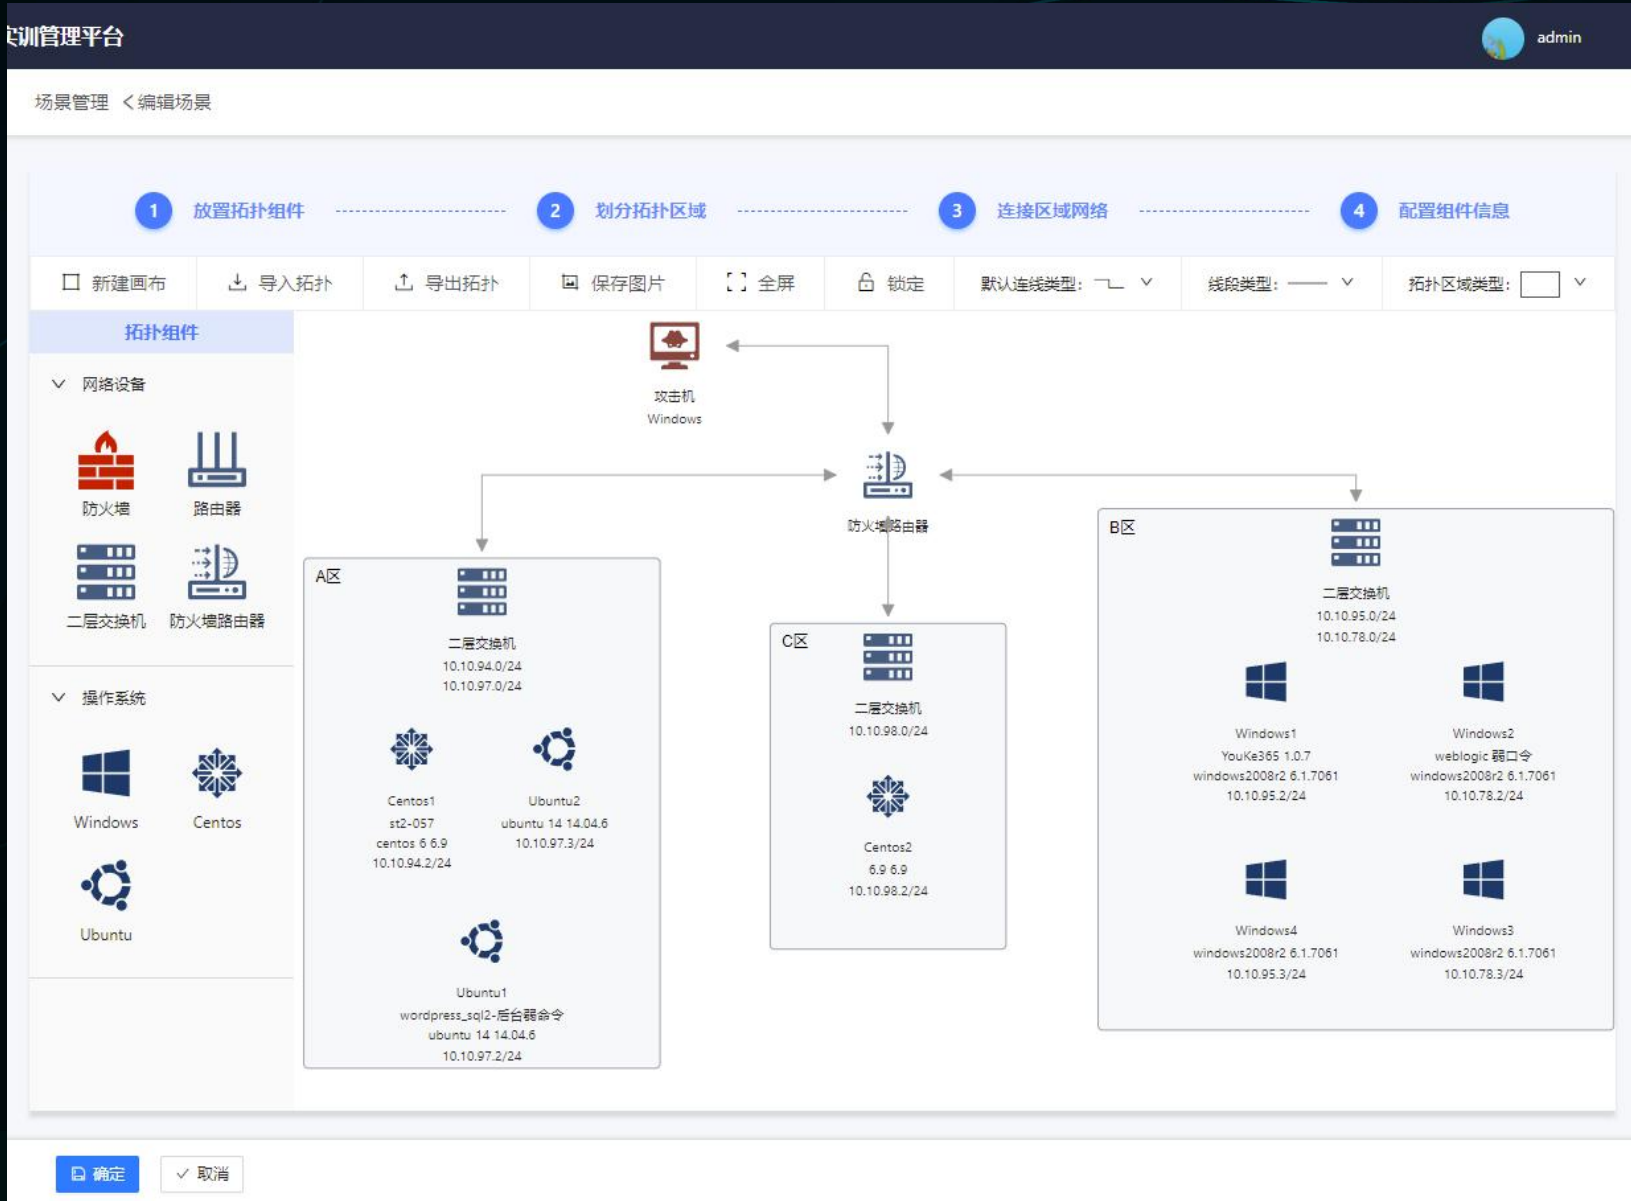 实训管理平台
admin
场景管理 <编辑场景
1 放置拓扑组件
2 划分拓扑区域
3 连接区域网络
4 配置组件信息
新建画布
导入拓扑
导出拓扑
保存图片
全屏
锁定
默认连线类型:
线段类型:
拓扑区域类型:
拓扑组件
网络设备
防火墙
路由器
二层交换机
防火墙路由器
操作系统
Windows
Centos
Ubuntu
攻击机
Windows
防火墙路由器
A区
二层交换机
10.10.94.0/24
10.10.97.0/24
Centos1
st2-057
centos 6 6.9
10.10.94.2/24
Ubuntu2
ubuntu 14 14.04.6
10.10.97.3/24
Ubuntu1
wordpress_sql2-后台弱命令
ubuntu 14 14.04.6
10.10.97.2/24
C区
二层交换机
10.10.98.0/24
Centos2
6.9 6.9
10.10.98.2/24
B区
二层交换机
10.10.95.0/24
10.10.78.0/24
Windows1
YouKe365 1.0.7
windows2008r2 6.1.7061
10.10.95.2/24
Windows2
weblogic 弱口令
windows2008r2 6.1.7061
10.10.78.2/24
Windows4
windows2008r2 6.1.7061
10.10.95.3/24
Windows3
windows2008r2 6.1.7061
10.10.78.3/24
确定
取消